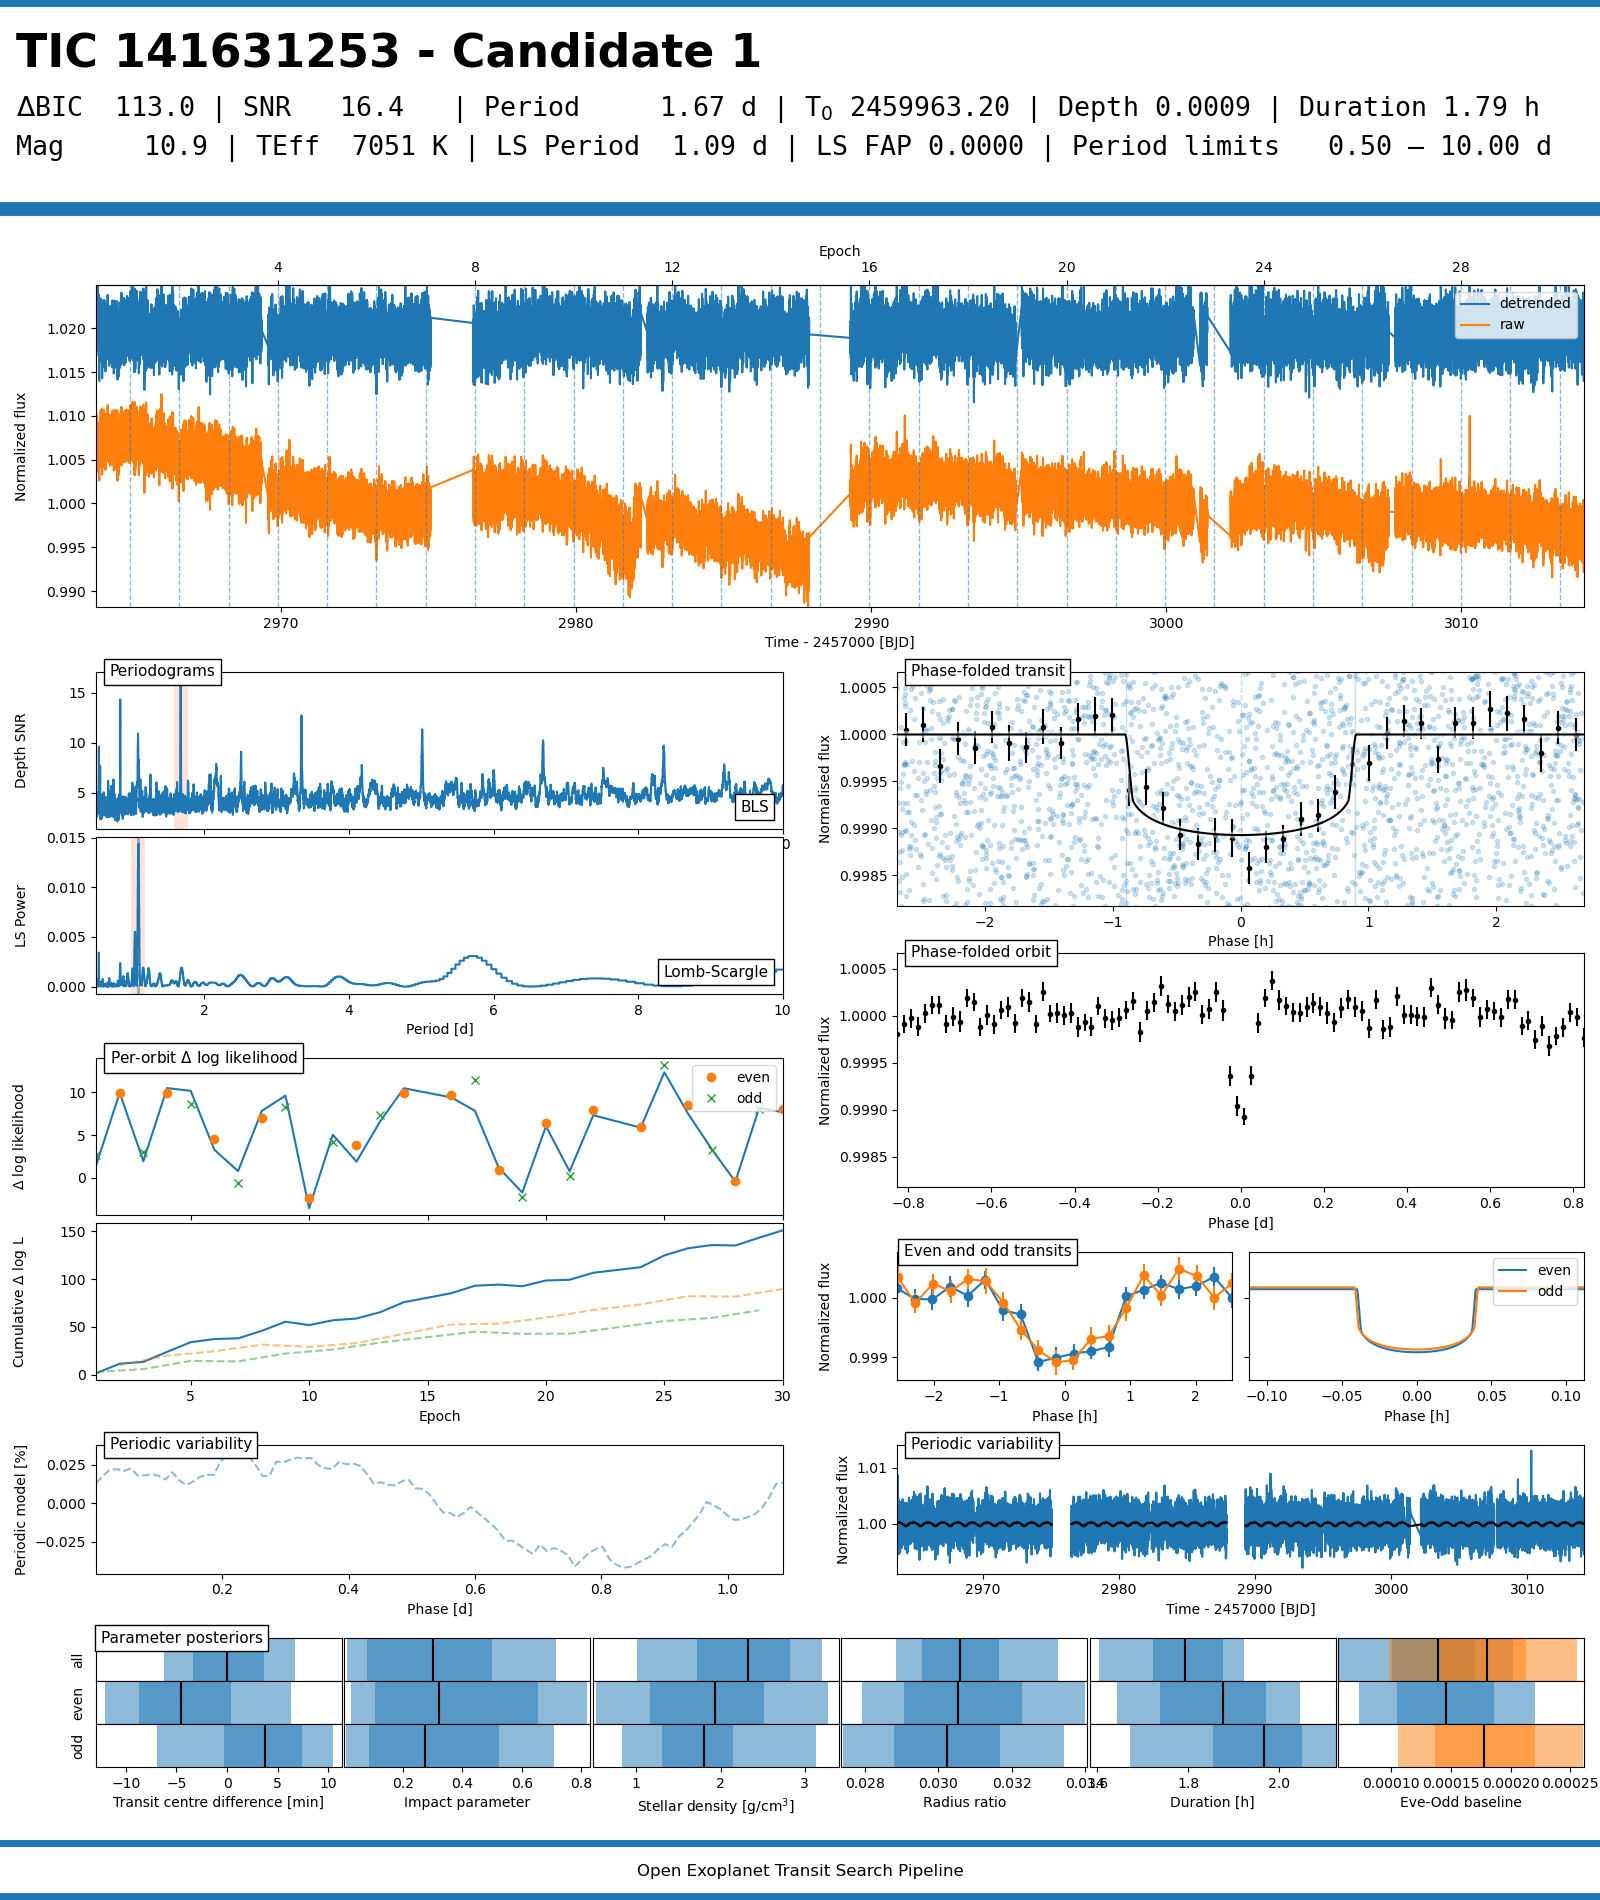 TIC 141631253 - Candidate 1
ΔBIC 113.0 | SNR 16.4 | Period 1.67 d | T0 2459963.20 | Depth 0.0009 | Duration 1.79 h
Mag 10.9 | TEff 7051 K | LS Period 1.09 d | LS FAP 0.0000 | Period limits 0.50 — 10.00 d
Epoch
4 8 12 16 20 24 28
detrended
raw
Normalized flux
1.020
1.015
1.010
1.005
1.000
0.995
0.990
2970 2980 2990 3000 3010
Time - 2457000 [BJD]
Periodograms
Depth SNR
15
10
5
BLS
0
LS Power
0.015
0.010
0.005
0.000
Lomb-Scargle
2 4 6 8 10
Period [d]
Phase-folded transit
Normalised flux
1.0005
1.0000
0.9995
0.9990
0.9985
−2 −1 0 1 2
Phase [h]
Phase-folded orbit
Normalized flux
1.0005
1.0000
0.9995
0.9990
0.9985
−0.8 −0.6 −0.4 −0.2 0.0 0.2 0.4 0.6 0.8
Phase [d]
Per-orbit Δ log likelihood
Δ log likelihood
10
5
0
even
odd
Cumulative Δ log L
150
100
50
0
5 10 15 20 25 30
Epoch
Even and odd transits
Normalized flux
1.000
0.999
−2 −1 0 1 2
Phase [h]
even
odd
−0.10 −0.05 0.00 0.05 0.10
Phase [h]
Periodic variability
Periodic model [%]
0.025
0.000
−0.025
0.2 0.4 0.6 0.8 1.0
Phase [d]
Periodic variability
Normalized flux
1.01
1.00
2970 2980 2990 3000 3010
Time - 2457000 [BJD]
Parameter posteriors
all
even
odd
−10 −5 0 5 10
Transit centre difference [min]
0.2 0.4 0.6 0.8
Impact parameter
1 2 3
Stellar density [g/cm3]
0.028 0.030 0.032 0.034
Radius ratio
1.6 1.8 2.0
Duration [h]
0.00010 0.00015 0.00020 0.00025
Eve-Odd baseline
Open Exoplanet Transit Search Pipeline